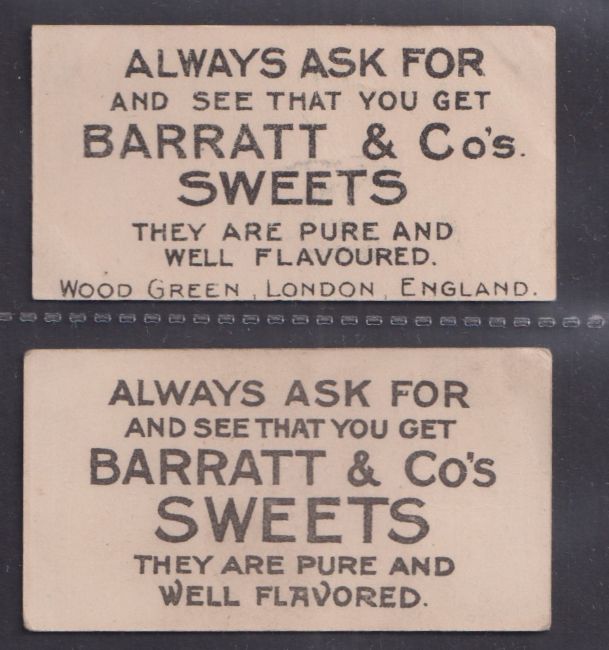 ALWAYS ASK FOR
AND SEE THAT YOU GET
BARRATT & Co's.
SWEETS
THEY ARE PURE AND
WELL FLAVOURED.
WOOD GREEN, LONDON, ENGLAND.
ALWAYS ASK FOR
AND SEE THAT YOU GET
BARRATT & Co's
SWEETS
THEY ARE PURE AND
WELL FLAVORED.